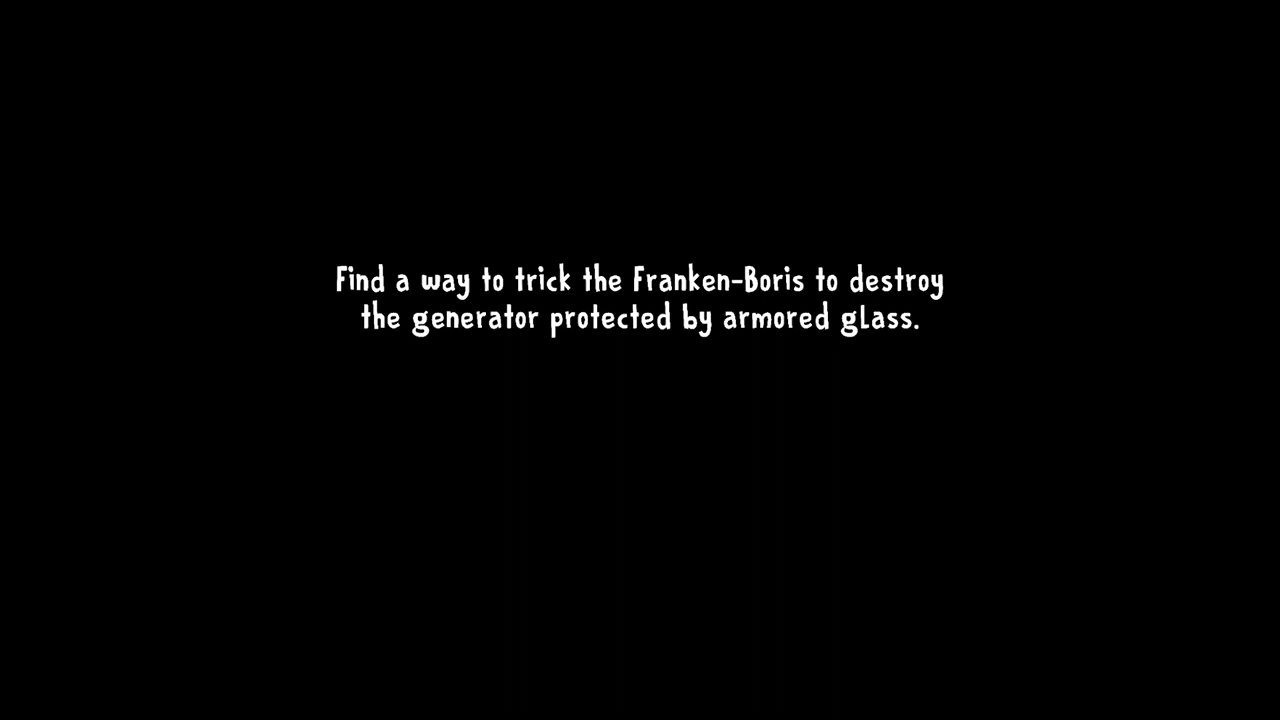 Find a way to trick the Franken-Boris to destroy
the generator protected by armored glass.